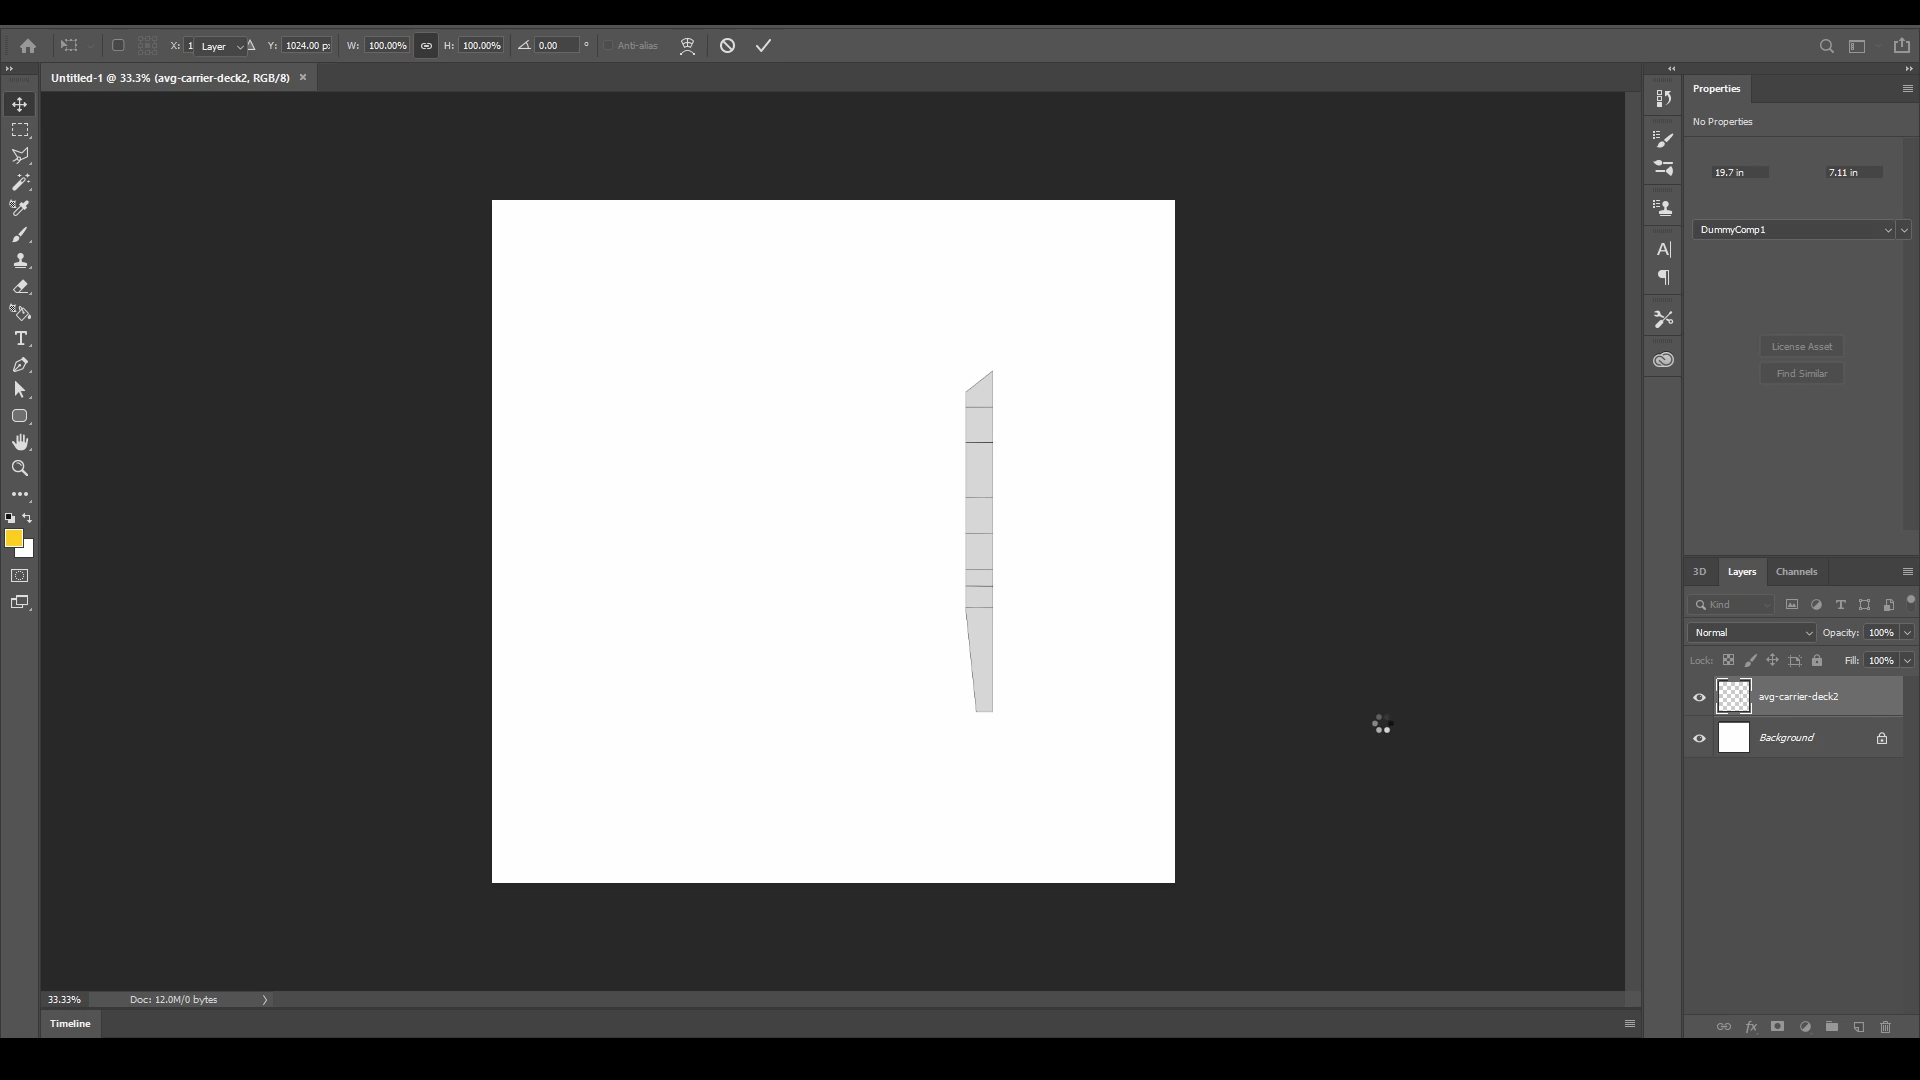 X: 1 Layer Y: 1024.00 px W: 100.00% H: 100.00% 0.00 ° Anti-alias
Untitled-1 @ 33.3% (avg-carrier-deck2, RGB/8) ×
Properties
No Properties
19.7 in 7.11 in
DummyComp1
License Asset
Find Similar
3D Layers Channels
Kind
Normal Opacity: 100%
Lock: Fill: 100%
avg-carrier-deck2
Background
33.33% Doc: 12.0M/0 bytes
Timeline